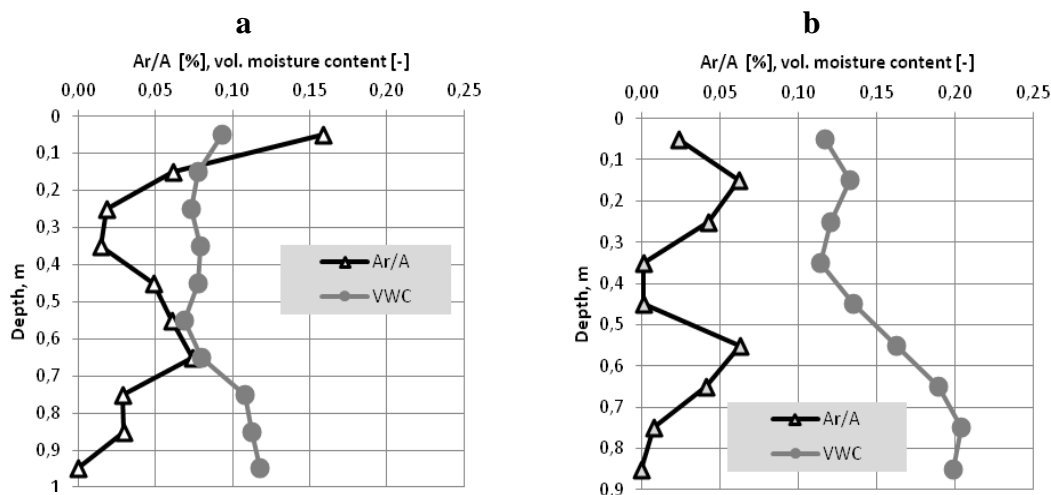 a
Ar/A [%], vol. moisture content [-]
0,00 0,05 0,10 0,15 0,20 0,25
0
0,1
0,2
0,3
0,4
0,5
0,6
0,7
0,8
0,9
1
Depth, m
Ar/A
VWC
b
Ar/A [%], vol. moisture content [-]
0,00 0,05 0,10 0,15 0,20 0,25
0
0,1
0,2
0,3
0,4
0,5
0,6
0,7
0,8
0,9
Depth, m
Ar/A
VWC